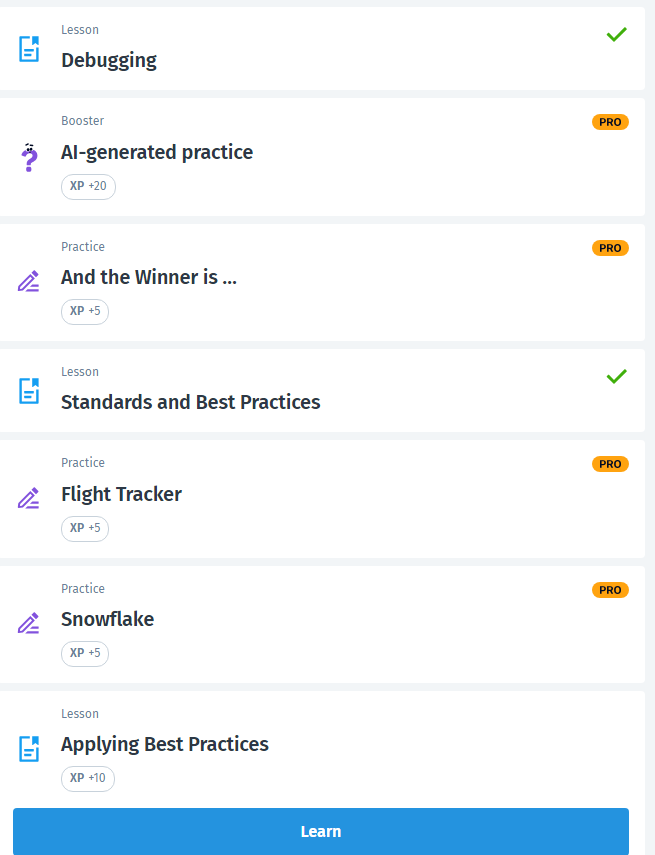 Lesson
Debugging
Booster
PRO
AI-generated practice
XP +20
Practice
PRO
And the Winner is ...
XP +5
Lesson
Standards and Best Practices
Practice
PRO
Flight Tracker
XP +5
Practice
PRO
Snowflake
XP +5
Lesson
Applying Best Practices
XP +10
Learn